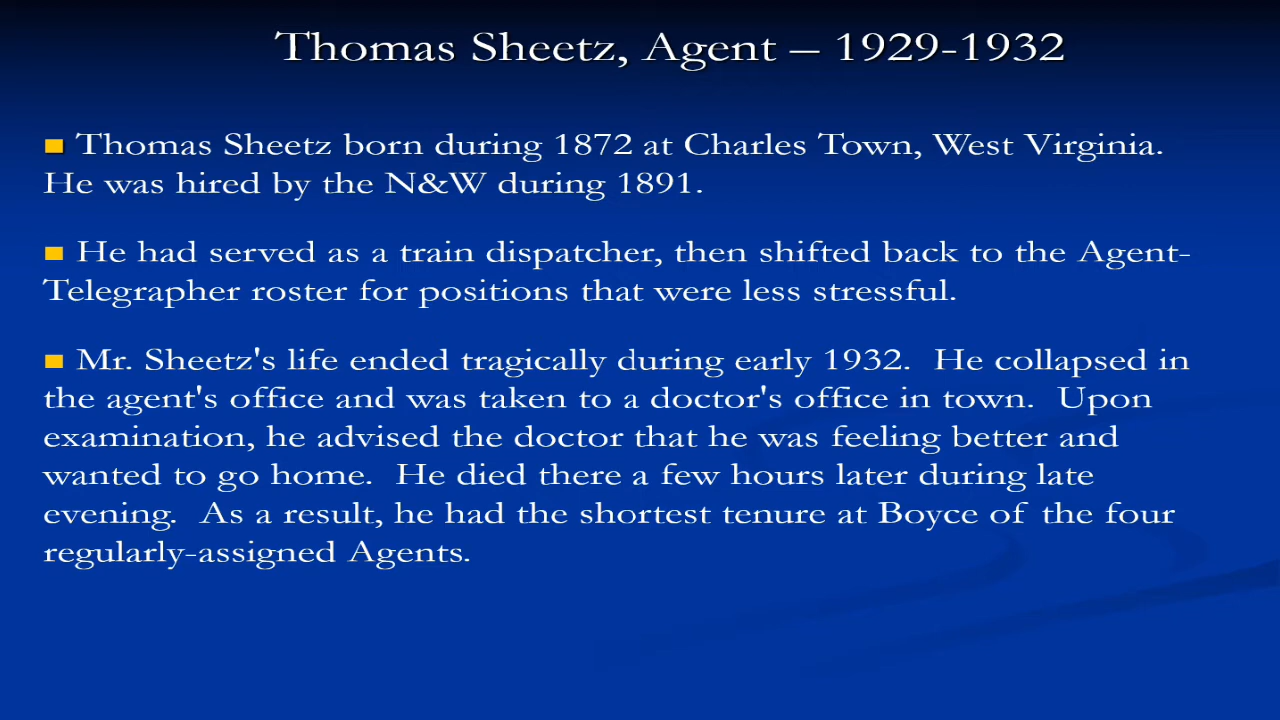 Thomas Sheetz, Agent – 1929-1932
Thomas Sheetz born during 1872 at Charles Town, West Virginia.
He was hired by the N&W during 1891.
He had served as a train dispatcher, then shifted back to the Agent-
Telegrapher roster for positions that were less stressful.
Mr. Sheetz's life ended tragically during early 1932.  He collapsed in
the agent's office and was taken to a doctor's office in town.  Upon
examination, he advised the doctor that he was feeling better and
wanted to go home.  He died there a few hours later during late
evening.  As a result, he had the shortest tenure at Boyce of the four
regularly-assigned Agents.